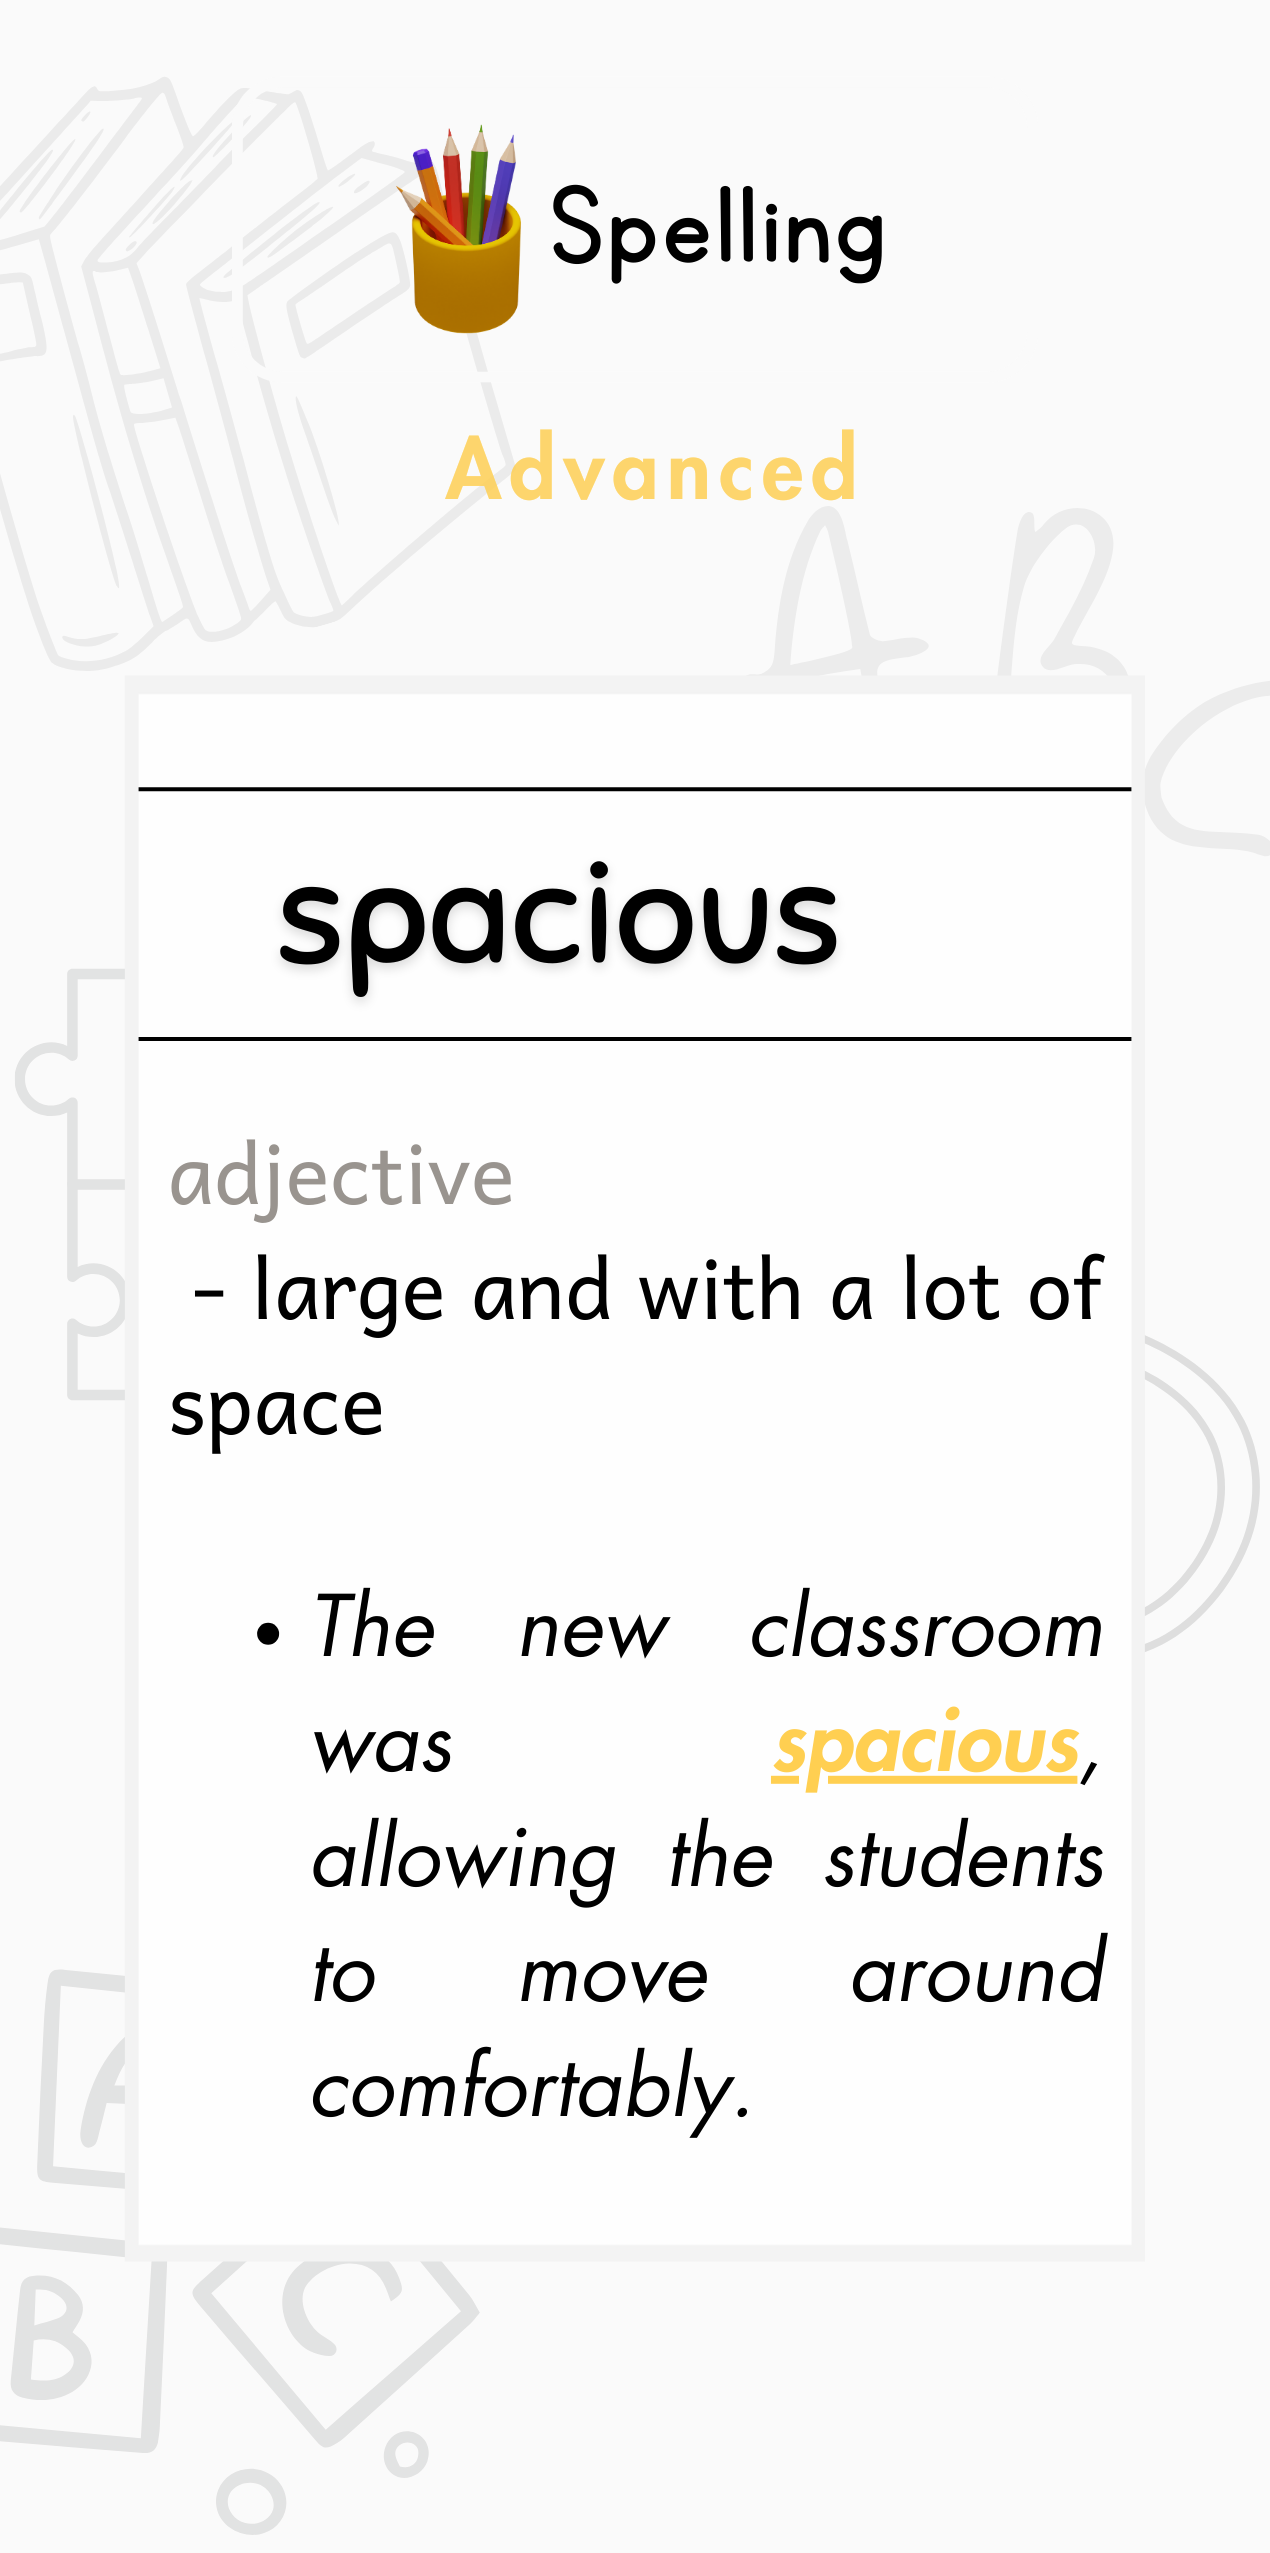 Spelling
Advanced
A B
C
spacious
adjective
- large and with a lot of
space
• The new classroom
was spacious,
allowing the students
to move around
comfortably.
A
B C